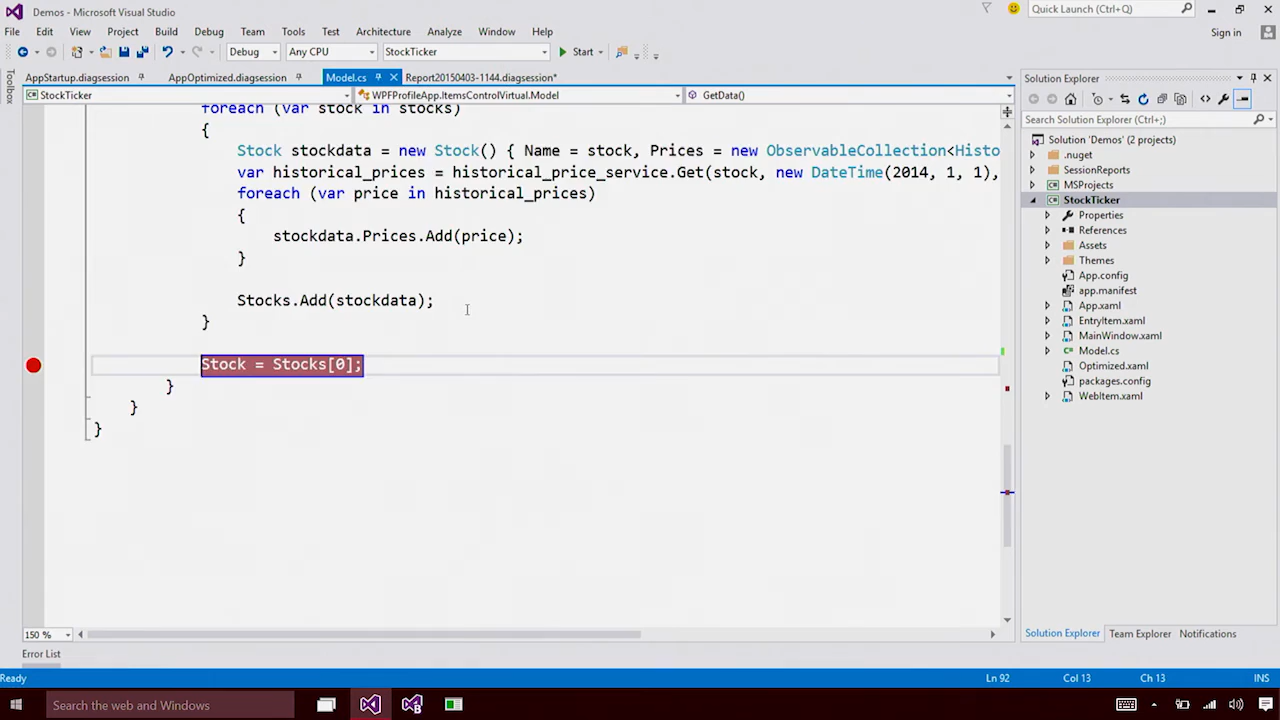 Demos - Microsoft Visual Studio
Quick Launch (Ctrl+Q)
File Edit View Project Build Debug Team Tools Test Architecture Analyze Window Help
Sign in
Debug Any CPU StockTicker Start
Toolbox
AppStartup.diagsession AppOptimized.diagsession Model.cs Report20150403-1144.diagsession*
StockTicker WPFProfileApp.ItemsControlVirtual.Model GetData()
foreach (var stock in stocks)
{
Stock stockdata = new Stock() { Name = stock, Prices = new ObservableCollection<Histo
var historical_prices = historical_price_service.Get(stock, new DateTime(2014, 1, 1),
foreach (var price in historical_prices)
{
stockdata.Prices.Add(price);
}
Stocks.Add(stockdata);
}
Stock = Stocks[0];
}
}
}
150 %
Solution Explorer
Search Solution Explorer (Ctrl+;)
Solution 'Demos' (2 projects)
.nuget
SessionReports
MSProjects
StockTicker
Properties
References
Assets
Themes
App.config
app.manifest
App.xaml
EntryItem.xaml
MainWindow.xaml
Model.cs
Optimized.xaml
packages.config
WebItem.xaml
Solution Explorer Team Explorer Notifications
Error List
Ready Ln 92 Col 13 Ch 13 INS
Search the web and Windows